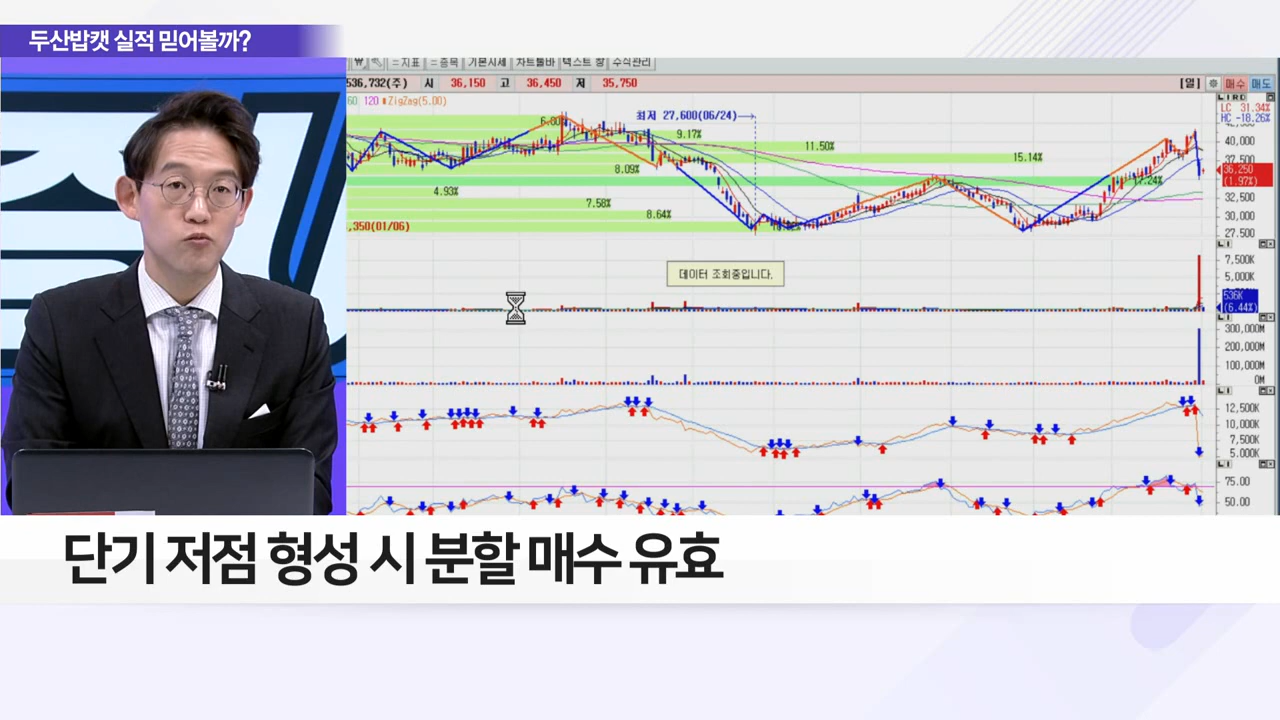 두산밥캣 실적 믿어볼까?
지표 종목 기본시세 차트툴바 텍스트 창 수식관리
536,732(주) 시 36,150 고 36,450 저 35,750 [일] 매수 매도
60 120 ZigZag(5.00)
LC 31.34%
HC -18.26%
최저 27,600(06/24)
6.00%
9.17%
11.50%
15.14%
8.09%
17.24%
4.93%
7.58%
8.64%
,350(01/06)
40,000
37,500
36,250
(1.97%)
32,500
30,000
27,500
데이터 조회중입니다.
7,500K
5,000K
536K
(6.44%)
300,000M
200,000M
100,000M
0M
12,500K
10,000K
7,500K
5,000K
75.00
50.00
단기 저점 형성 시 분할 매수 유효